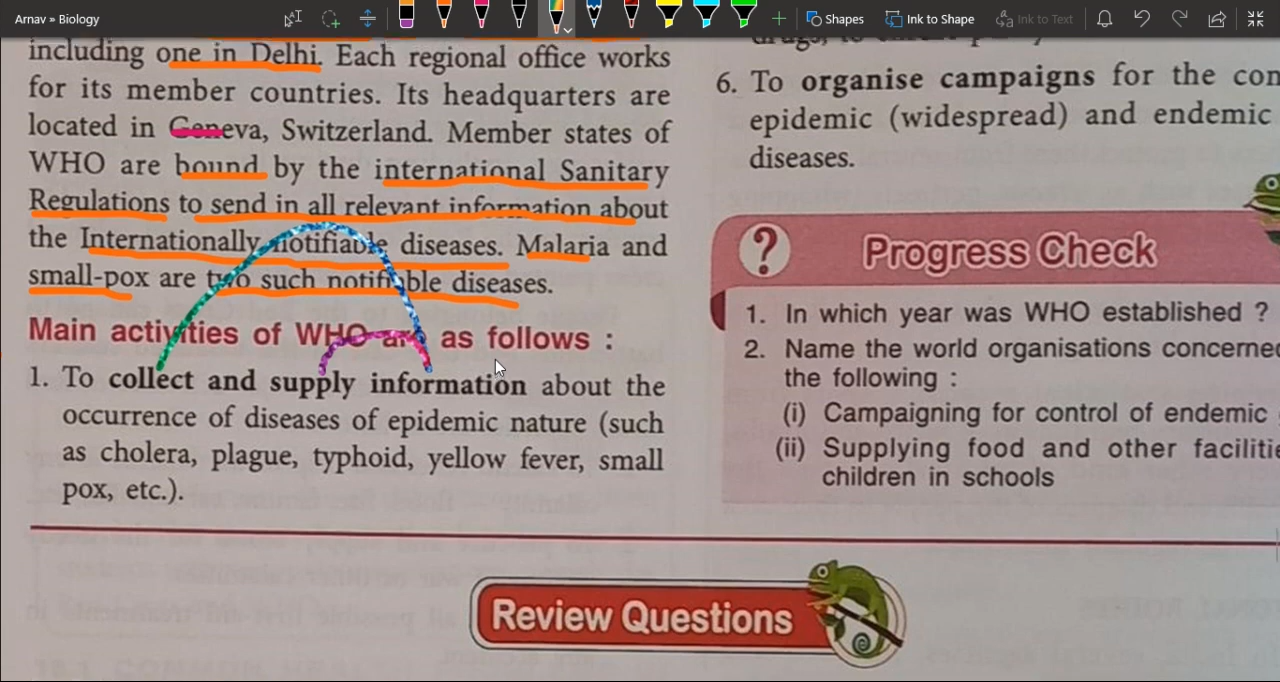 Arnav » Biology
Shapes
Ink to Shape
Ink to Text
including one in Delhi. Each regional office works
for its member countries. Its headquarters are
located in Geneva, Switzerland. Member states of
WHO are bound by the international Sanitary
Regulations to send in all relevant information about
the Internationally notifiable diseases. Malaria and
small-pox are two such notifiable diseases.
Main activities of WHO are as follows :
1. To collect and supply information about the
occurrence of diseases of epidemic nature (such
as cholera, plague, typhoid, yellow fever, small
pox, etc.).
6. To organise campaigns for the con
epidemic (widespread) and endemic
diseases.
?
Progress Check
1. In which year was WHO established ?
2. Name the world organisations concerne
the following :
(i) Campaigning for control of endemic
(ii) Supplying food and other faciliti
children in schools
Review Questions